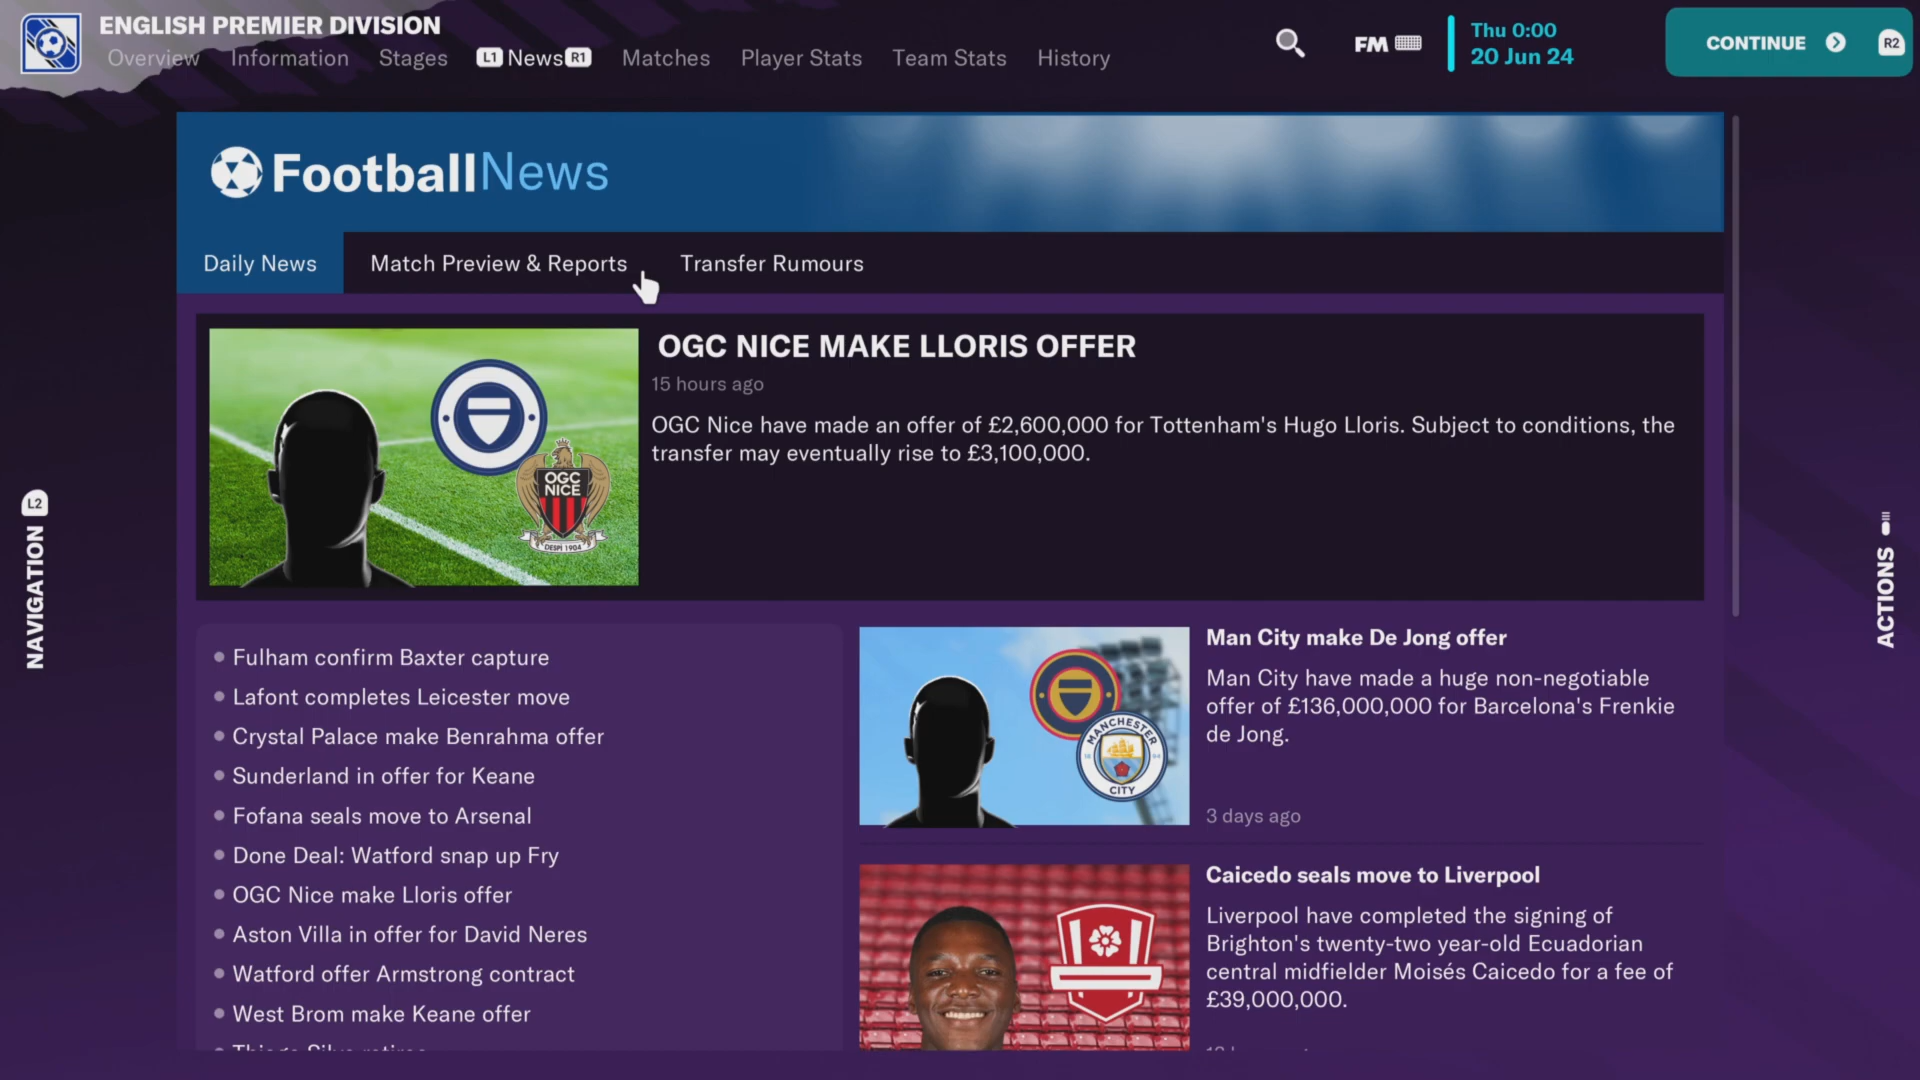 ENGLISH PREMIER DIVISION
Overview Information Stages L1 News R1 Matches Player Stats Team Stats History
FM
Thu 0:00
20 Jun 24
CONTINUE R2
FootballNews
Daily News Match Preview & Reports Transfer Rumours
OGC NICE MAKE LLORIS OFFER
15 hours ago
OGC Nice have made an offer of £2,600,000 for Tottenham's Hugo Lloris. Subject to conditions, the
transfer may eventually rise to £3,100,000.
OGC
NICE
DEPUIS 1904
NAVIGATION L2
ACTIONS
Fulham confirm Baxter capture
Lafont completes Leicester move
Crystal Palace make Benrahma offer
Sunderland in offer for Keane
Fofana seals move to Arsenal
Done Deal: Watford snap up Fry
OGC Nice make Lloris offer
Aston Villa in offer for David Neres
Watford offer Armstrong contract
West Brom make Keane offer
Thiago Silva retires
MANCHESTER
18 94
CITY
Man City make De Jong offer
Man City have made a huge non-negotiable
offer of £136,000,000 for Barcelona's Frenkie
de Jong.
3 days ago
Caicedo seals move to Liverpool
Liverpool have completed the signing of
Brighton's twenty-two year-old Ecuadorian
central midfielder Moisés Caicedo for a fee of
£39,000,000.